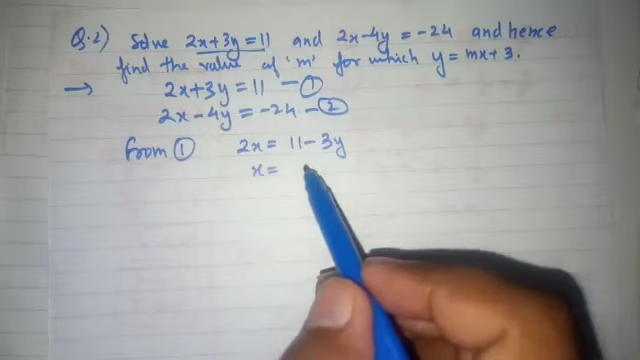 Q.2) Solve 2x+3y=11 and 2x-4y=-24 and hence
find the value of 'm' for which y=mx+3.
→ 2x+3y=11 -①
2x-4y=-24-②
From ① 2x= 11-3y
x=